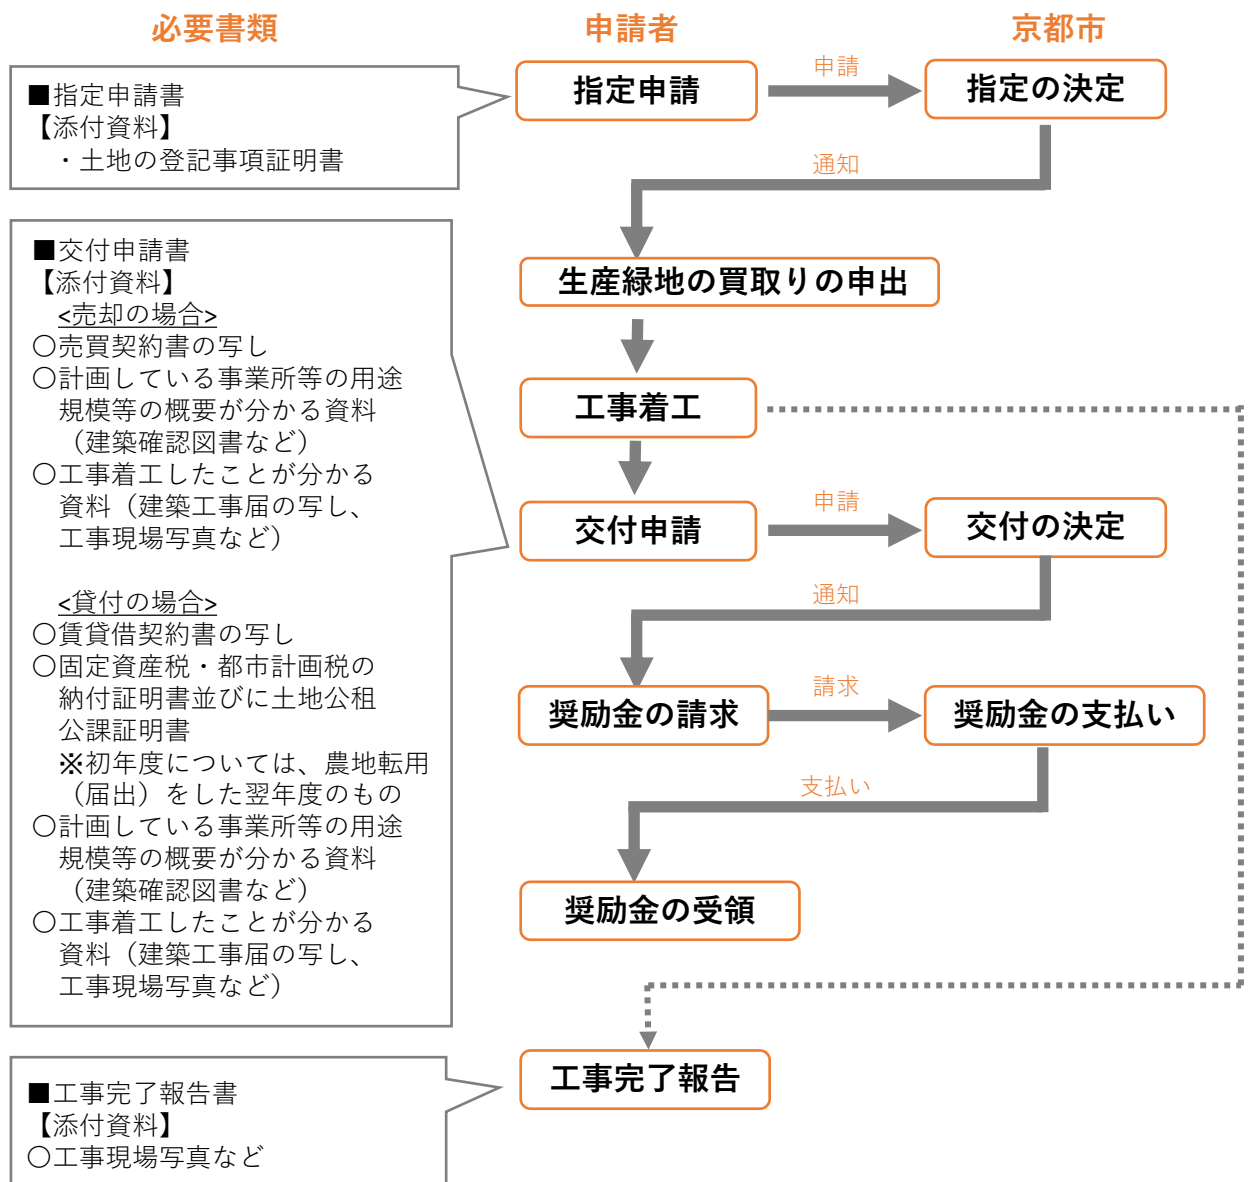 必要書類
申請者
京都市
■指定申請書
【添付資料】
・土地の登記事項証明書
指定申請
申請
指定の決定
通知
生産緑地の買取りの申出
工事着工
■交付申請書
【添付資料】
<売却の場合>
〇売買契約書の写し
〇計画している事業所等の用途
規模等の概要が分かる資料
（建築確認図書など）
〇工事着工したことが分かる
資料（建築工事届の写し、
工事現場写真など）
<貸付の場合>
〇賃貸借契約書の写し
〇固定資産税・都市計画税の
納付証明書並びに土地公租
公課証明書
※初年度については、農地転用
（届出）をした翌年度のもの
〇計画している事業所等の用途
規模等の概要が分かる資料
（建築確認図書など）
〇工事着工したことが分かる
資料（建築工事届の写し、
工事現場写真など）
交付申請
申請
交付の決定
通知
奨励金の請求
請求
奨励金の支払い
支払い
奨励金の受領
■工事完了報告書
【添付資料】
〇工事現場写真など
工事完了報告